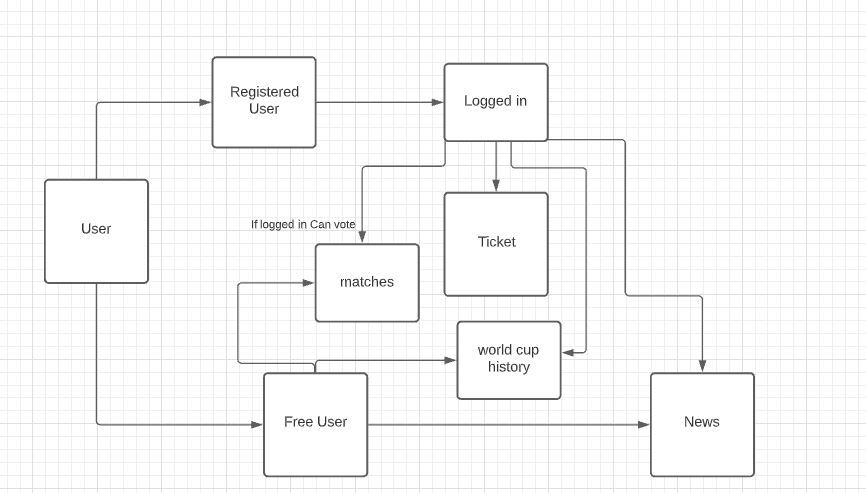 Registered
User
Logged in
User
If logged in Can vote
Ticket
matches
world cup
history
Free User
News